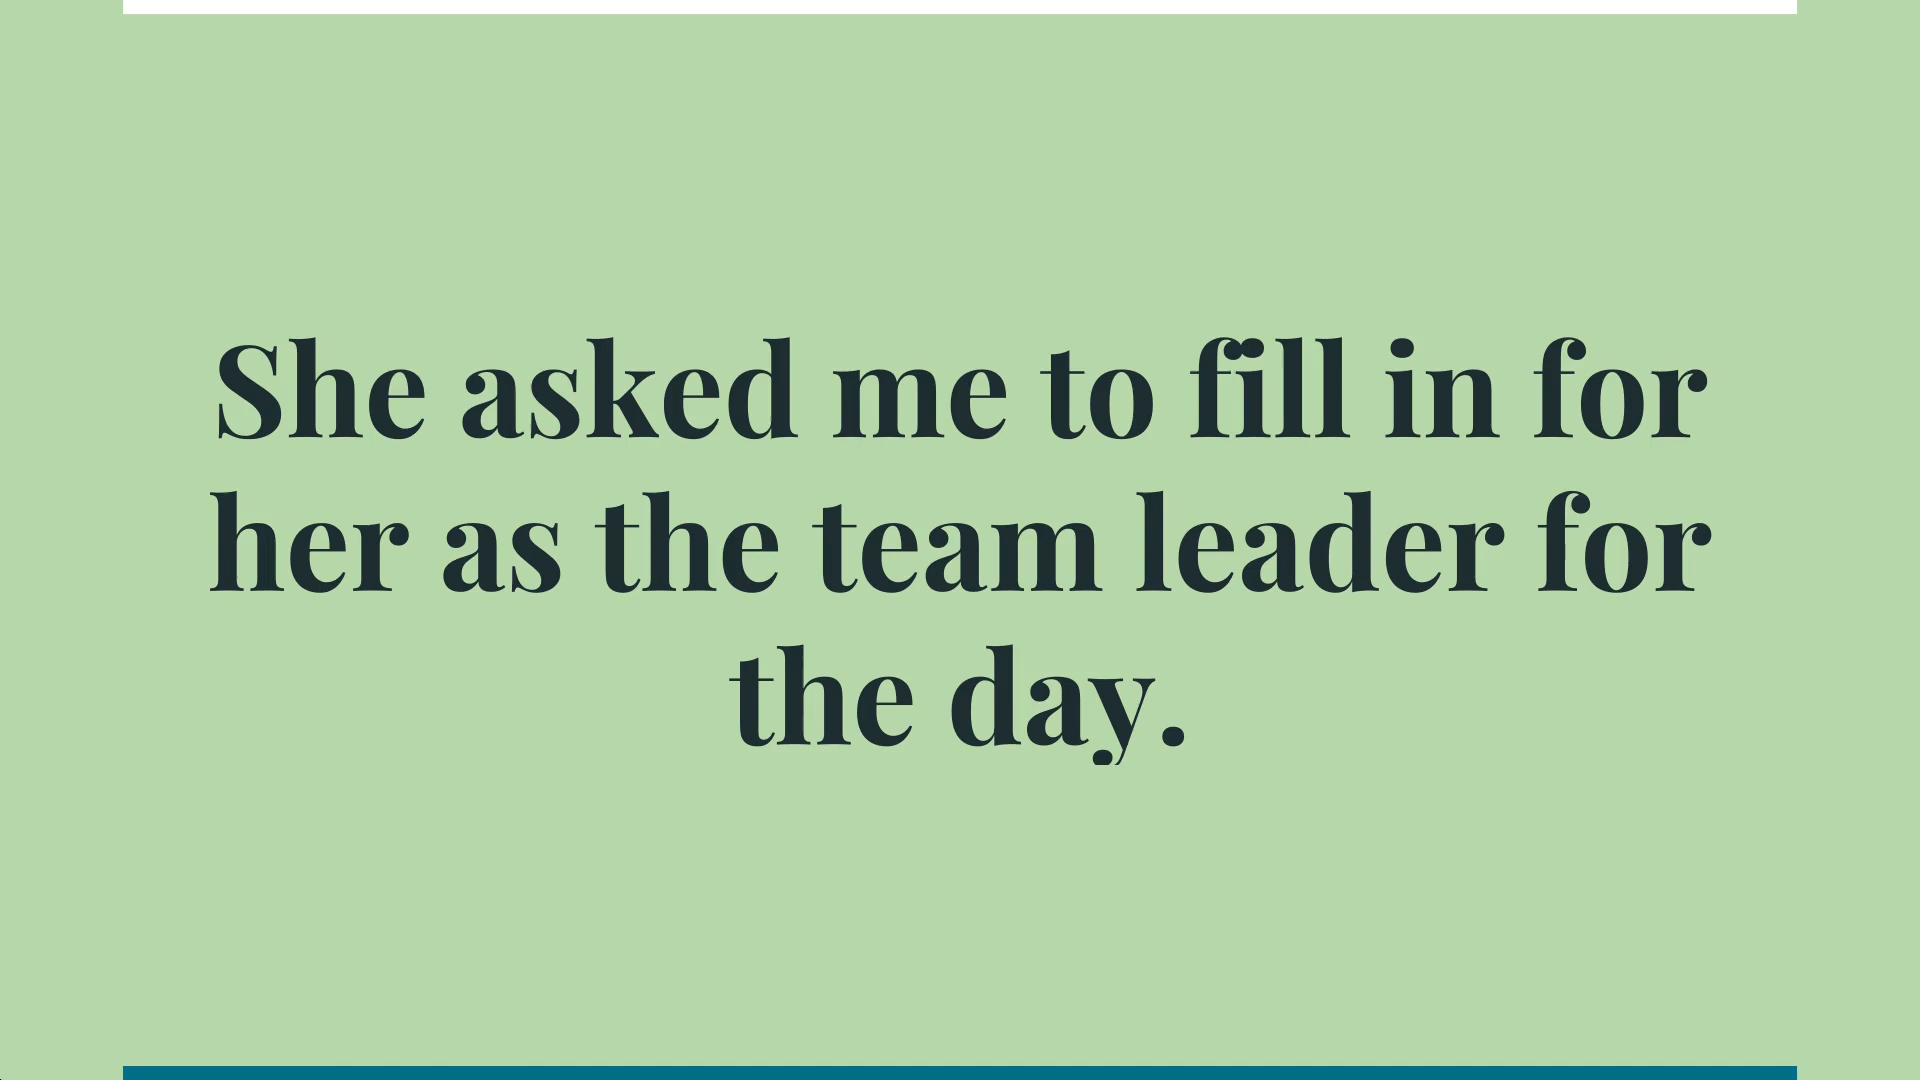 She asked me to fill in for
her as the team leader for
the day.